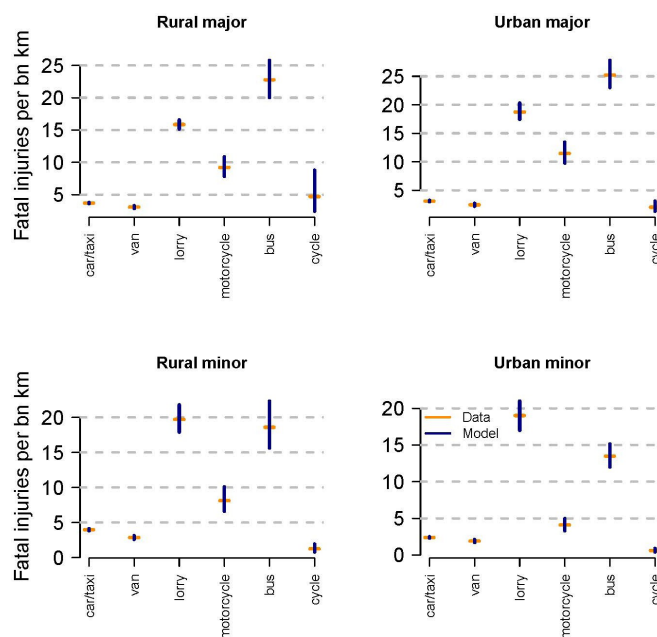 Rural major
Fatal injuries per bn km
25
20
15
10
5
car/taxi
van
lorry
motorcycle
bus
cycle
Urban major
25
20
15
10
5
car/taxi
van
lorry
motorcycle
bus
cycle
Rural minor
Fatal injuries per bn km
20
15
10
5
0
car/taxi
van
lorry
motorcycle
bus
cycle
Urban minor
20
15
10
5
0
Data
Model
car/taxi
van
lorry
motorcycle
bus
cycle